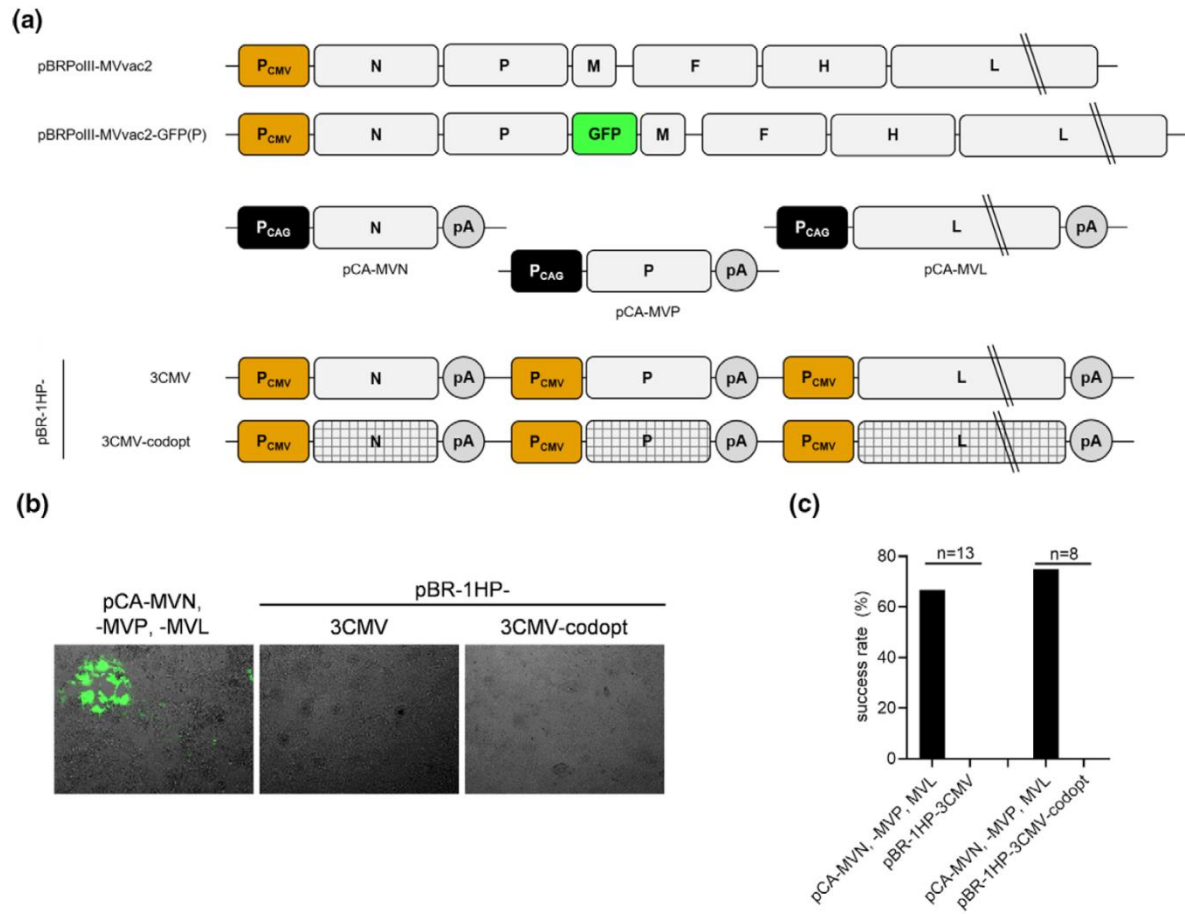 (a)
pBRPolII-MVvac2
PCMV N P M F H L
pBRPolII-MVvac2-GFP(P)
PCMV N P GFP M F H L
PCAG N pA
pCA-MVN
PCAG P pA
pCA-MVP
PCAG L pA
pCA-MVL
pBR-1HP-
3CMV
PCMV N pA PCMV P pA PCMV L pA
3CMV-codopt
PCMV N pA PCMV P pA PCMV L pA
(b)
pCA-MVN,
-MVP, -MVL
pBR-1HP-
3CMV 3CMV-codopt
(c)
success rate (%)
80
60
40
20
0
n=13 n=8
pCA-MVN, -MVP, MVL
pBR-1HP-3CMV
pCA-MVN, -MVP, MVL
pBR-1HP-3CMV-codopt